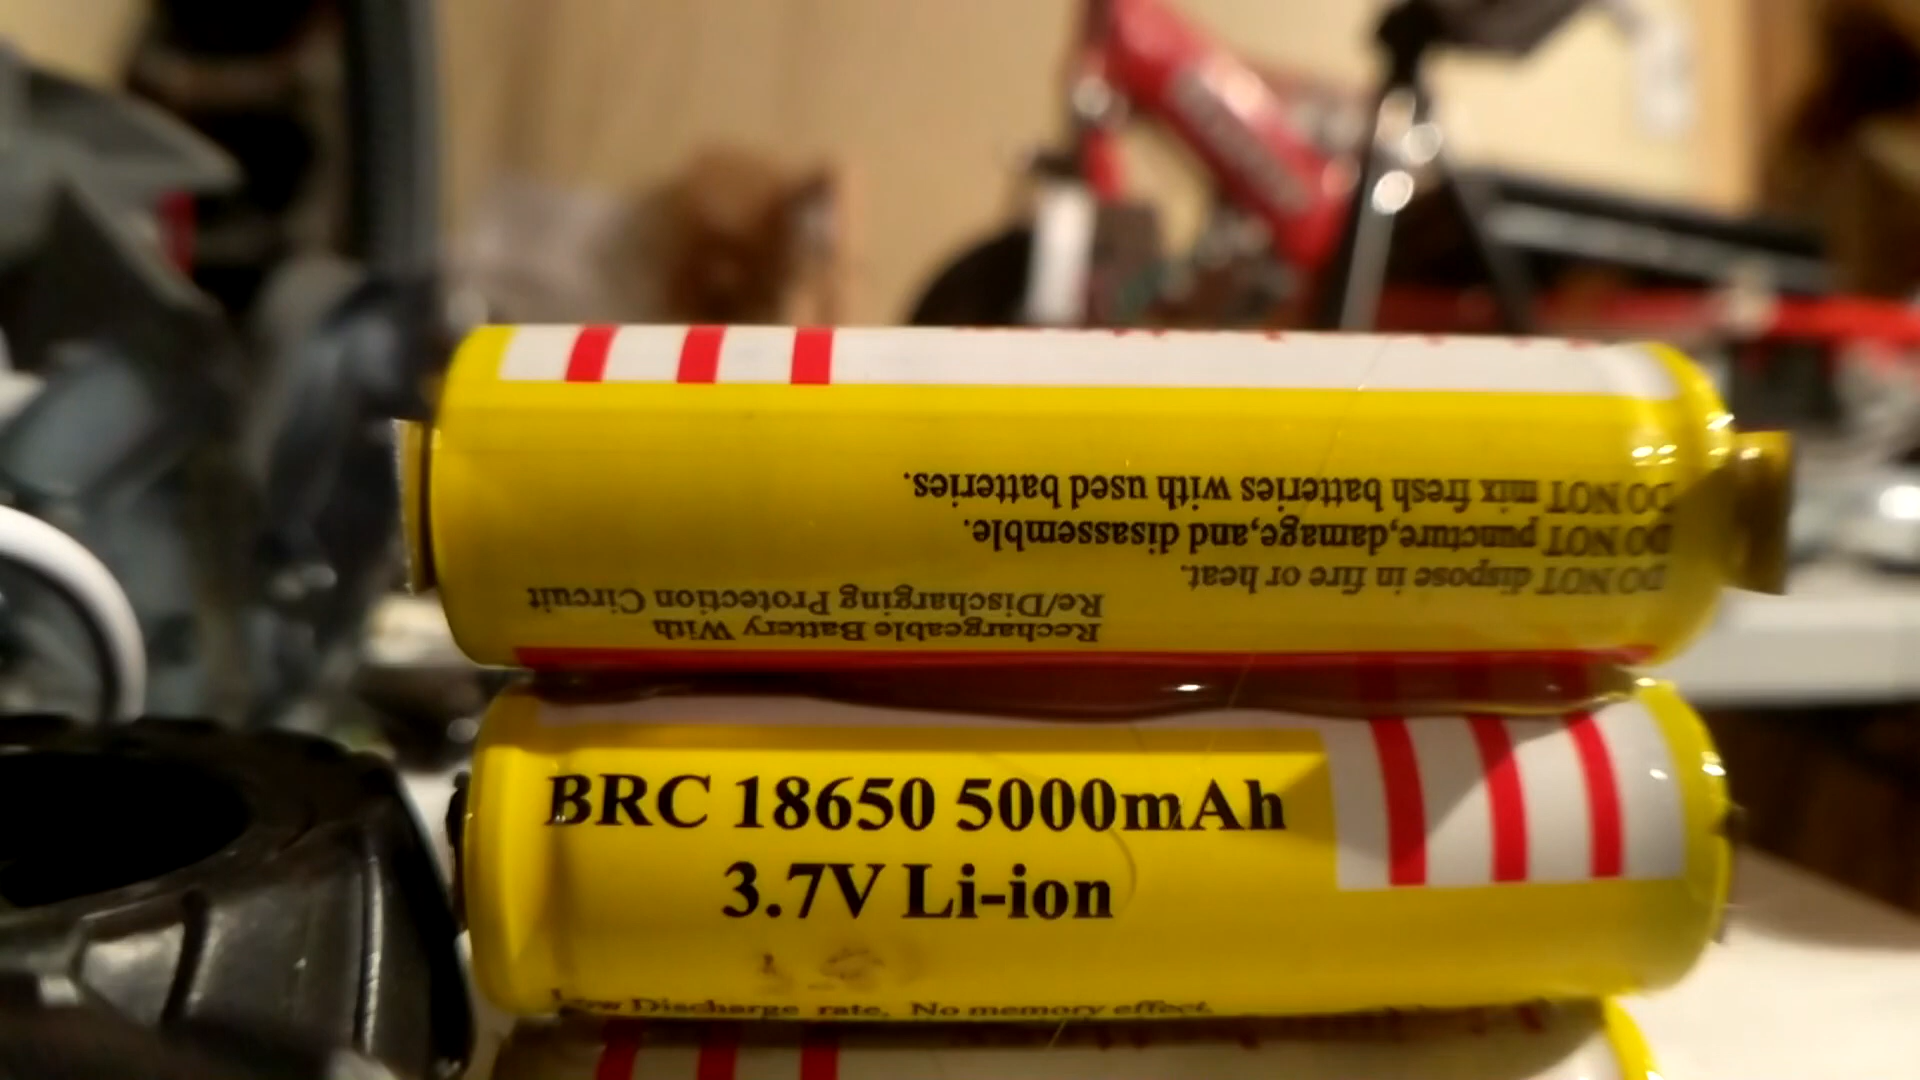 DO NOT mix fresh batteries with used batteries.
DO NOT puncture,damage,and disassemble.
DO NOT dispose in fire or heat.
Rechargeable Battery With
Re/Discharging Protection Circuit
BRC 18650 5000mAh
3.7V Li-ion
Low Discharge rate, No memory effect.